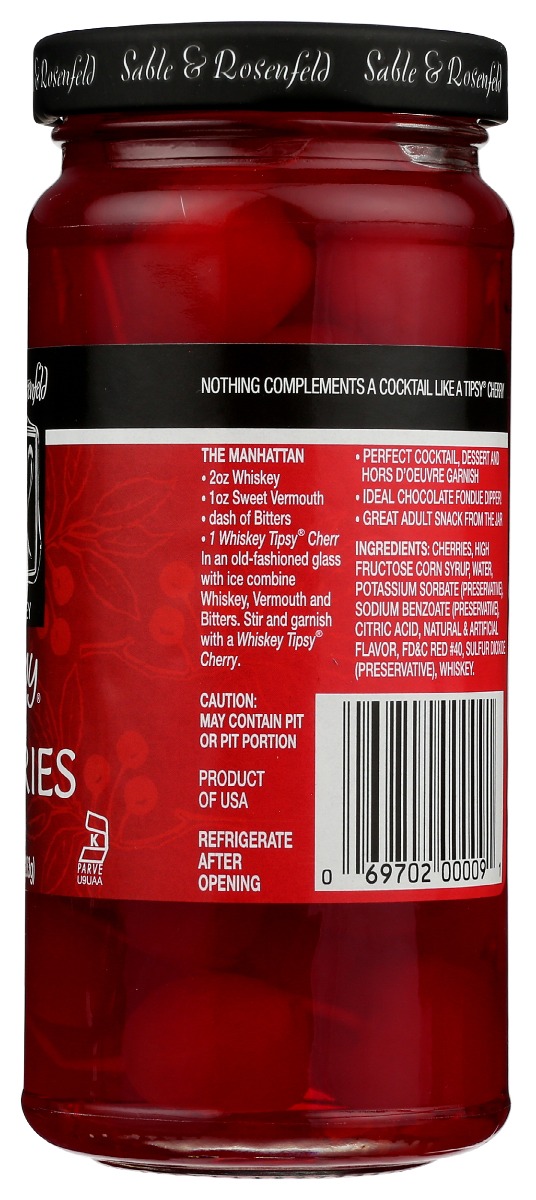 & Rosenfeld Sable & Rosenfeld Sable & Rosenfeld
NOTHING COMPLEMENTS A COCKTAIL LIKE A TIPSY® CHERRY
THE MANHATTAN
• 2oz Whiskey
• 1oz Sweet Vermouth
• dash of Bitters
• 1 Whiskey Tipsy® Cherr
In an old-fashioned glass
with ice combine
Whiskey, Vermouth and
Bitters. Stir and garnish
with a Whiskey Tipsy®
Cherry.
CAUTION:
MAY CONTAIN PIT
OR PIT PORTION
PRODUCT
OF USA
REFRIGERATE
AFTER
OPENING
• PERFECT COCKTAIL, DESSERT AND
HORS D'OEUVRE GARNISH
• IDEAL CHOCOLATE FONDUE DIPPER
• GREAT ADULT SNACK FROM THE JAR
INGREDIENTS: CHERRIES, HIGH
FRUCTOSE CORN SYRUP, WATER,
POTASSIUM SORBATE (PRESERVATIVE),
SODIUM BENZOATE (PRESERVATIVE),
CITRIC ACID, NATURAL & ARTIFICIAL
FLAVOR, FD&C RED #40, SULFUR DIOXIDE
(PRESERVATIVE), WHISKEY.
0 69702 00009 1
RIES
K
PARVE